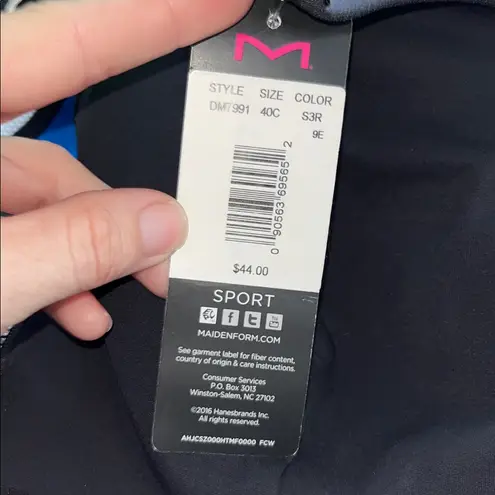 STYLE SIZE COLOR
DM7991 40C S3R
9E
0 90563 69565 2
$44.00
SPORT
MAIDENFORM.COM
See garment label for fiber content,
country of origin & care instructions.
Consumer Services
P.O. Box 3013
Winston-Salem, NC 27102
©2016 Hanesbrands Inc.
All rights reserved.
AHJCSZ000HTMF0000 FCW